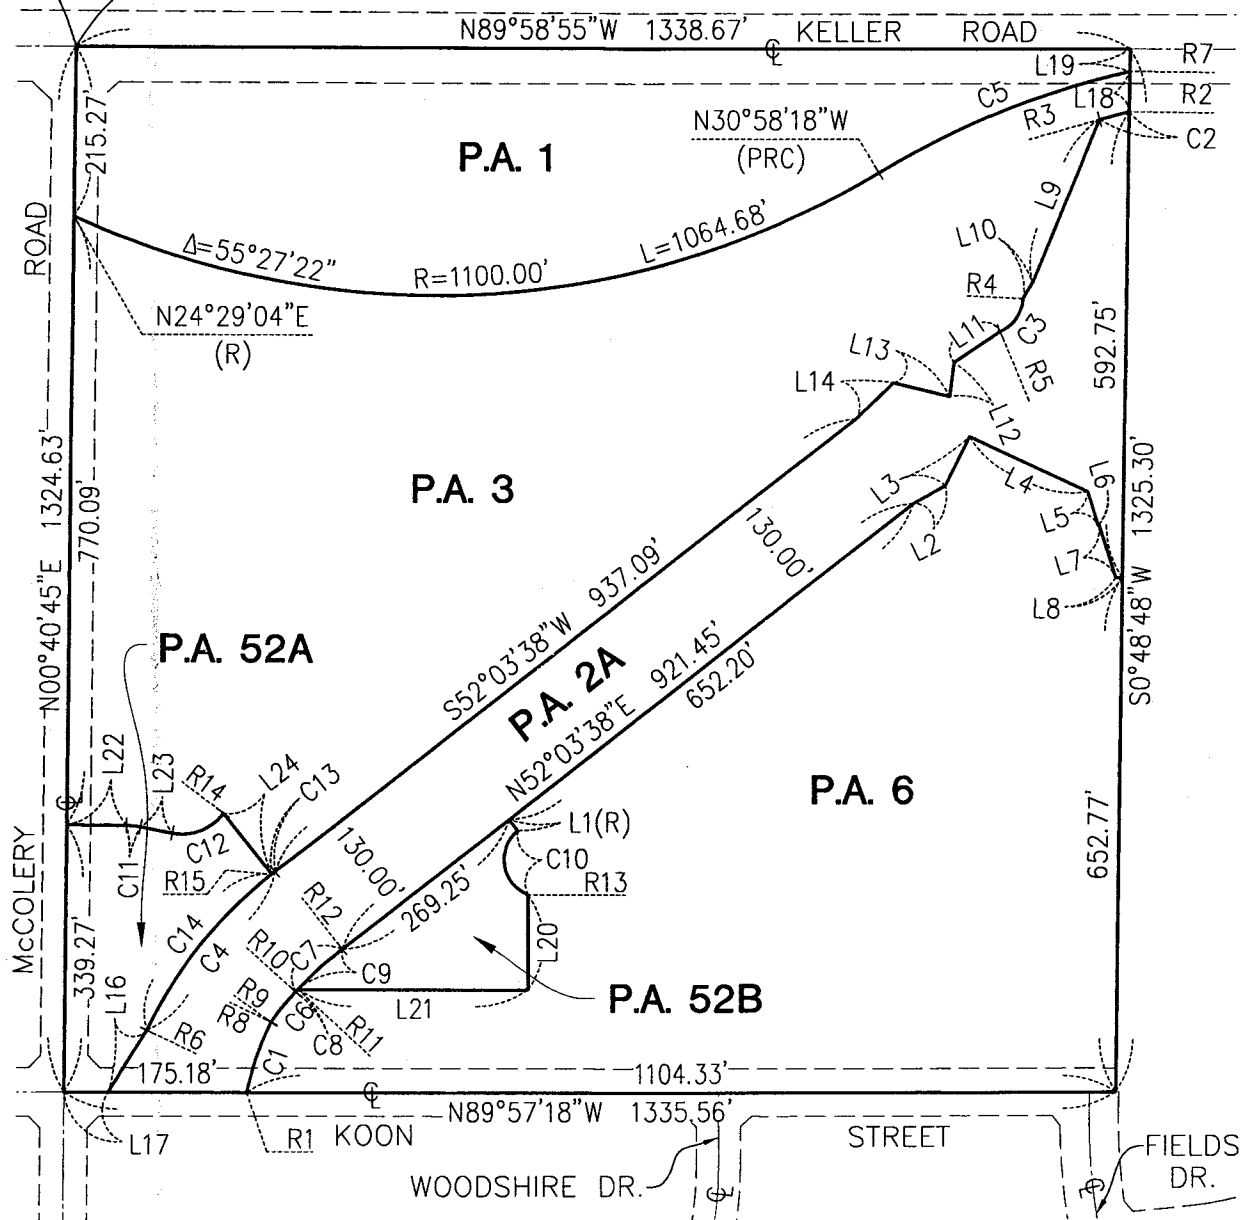 N89°58'55"W 1338.67'
℄
KELLER ROAD
R7
L19
C5
L18
R2
R3
C2
N30°58'18"W
(PRC)
215.27'
P.A. 1
ROAD
L9
Δ=55°27'22"
R=1100.00'
L=1064.68'
L10
R4
N24°29'04"E
(R)
C3
L11
R5
592.75'
L13
L14
L12
L3
L4
L6
L5
L2
L7
L8
P.A. 3
N00°40'45"E 1324.63'
770.09'
S0°48'48"W 1325.30'
130.00'
S52°03'38"W 937.09'
P.A. 2A
N52°03'38"E 921.45'
652.20'
P.A. 52A
P.A. 6
L22
L23
R14
L24
C13
℄
C11
C12
R15
L1(R)
C10
R13
130.00'
R12
269.25'
652.77'
McCOLERY
339.27'
C14
C4
R10
C7
C9
L20
L16
R9
R8
C6
C8
R11
L21
P.A. 52B
R6
C1
175.18'
1104.33'
℄
N89°57'18"W 1335.56'
L17
R1
KOON
STREET
WOODSHIRE DR.
℄
FIELDS
DR.
℄